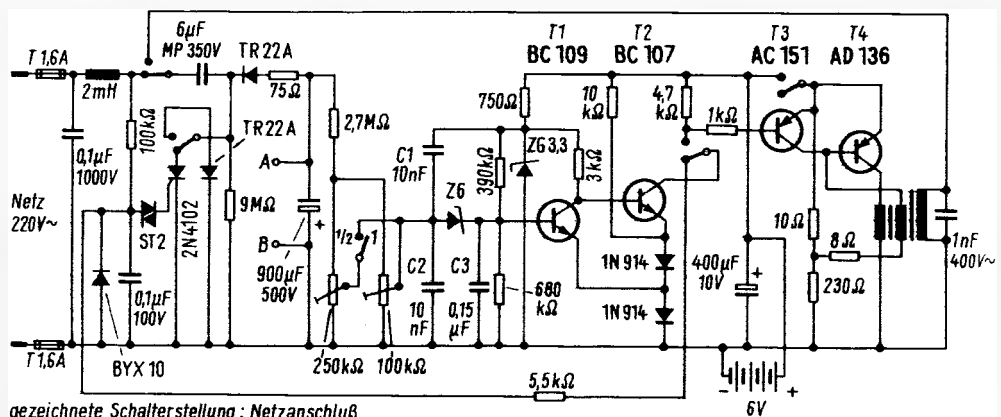 T 1,6A
6µF
MP 350V
TR 22A
T1
BC 109
T2
BC 107
T3
AC 151
T4
AD 136
2mH
75Ω
100kΩ
TR 22A
0,1µF
1000V
2,7MΩ
750Ω
10
kΩ
4,7
kΩ
1kΩ
C1
10nF
390kΩ
ZG 3,3
3kΩ
A
Netz
220V~
9MΩ
Z6
ST2
2N4102
B
1/2
1
10Ω
8Ω
1nF
400V~
+
900µF
500V
C2
10
nF
C3
0,15
µF
680
kΩ
1N 914
400µF
10V
+
230Ω
0,1µF
100V
1N 914
T 1,6A
BYX 10
250kΩ
100kΩ
5,5kΩ
-
+
6V
gezeichnete Schalterstellung : Netzanschluß